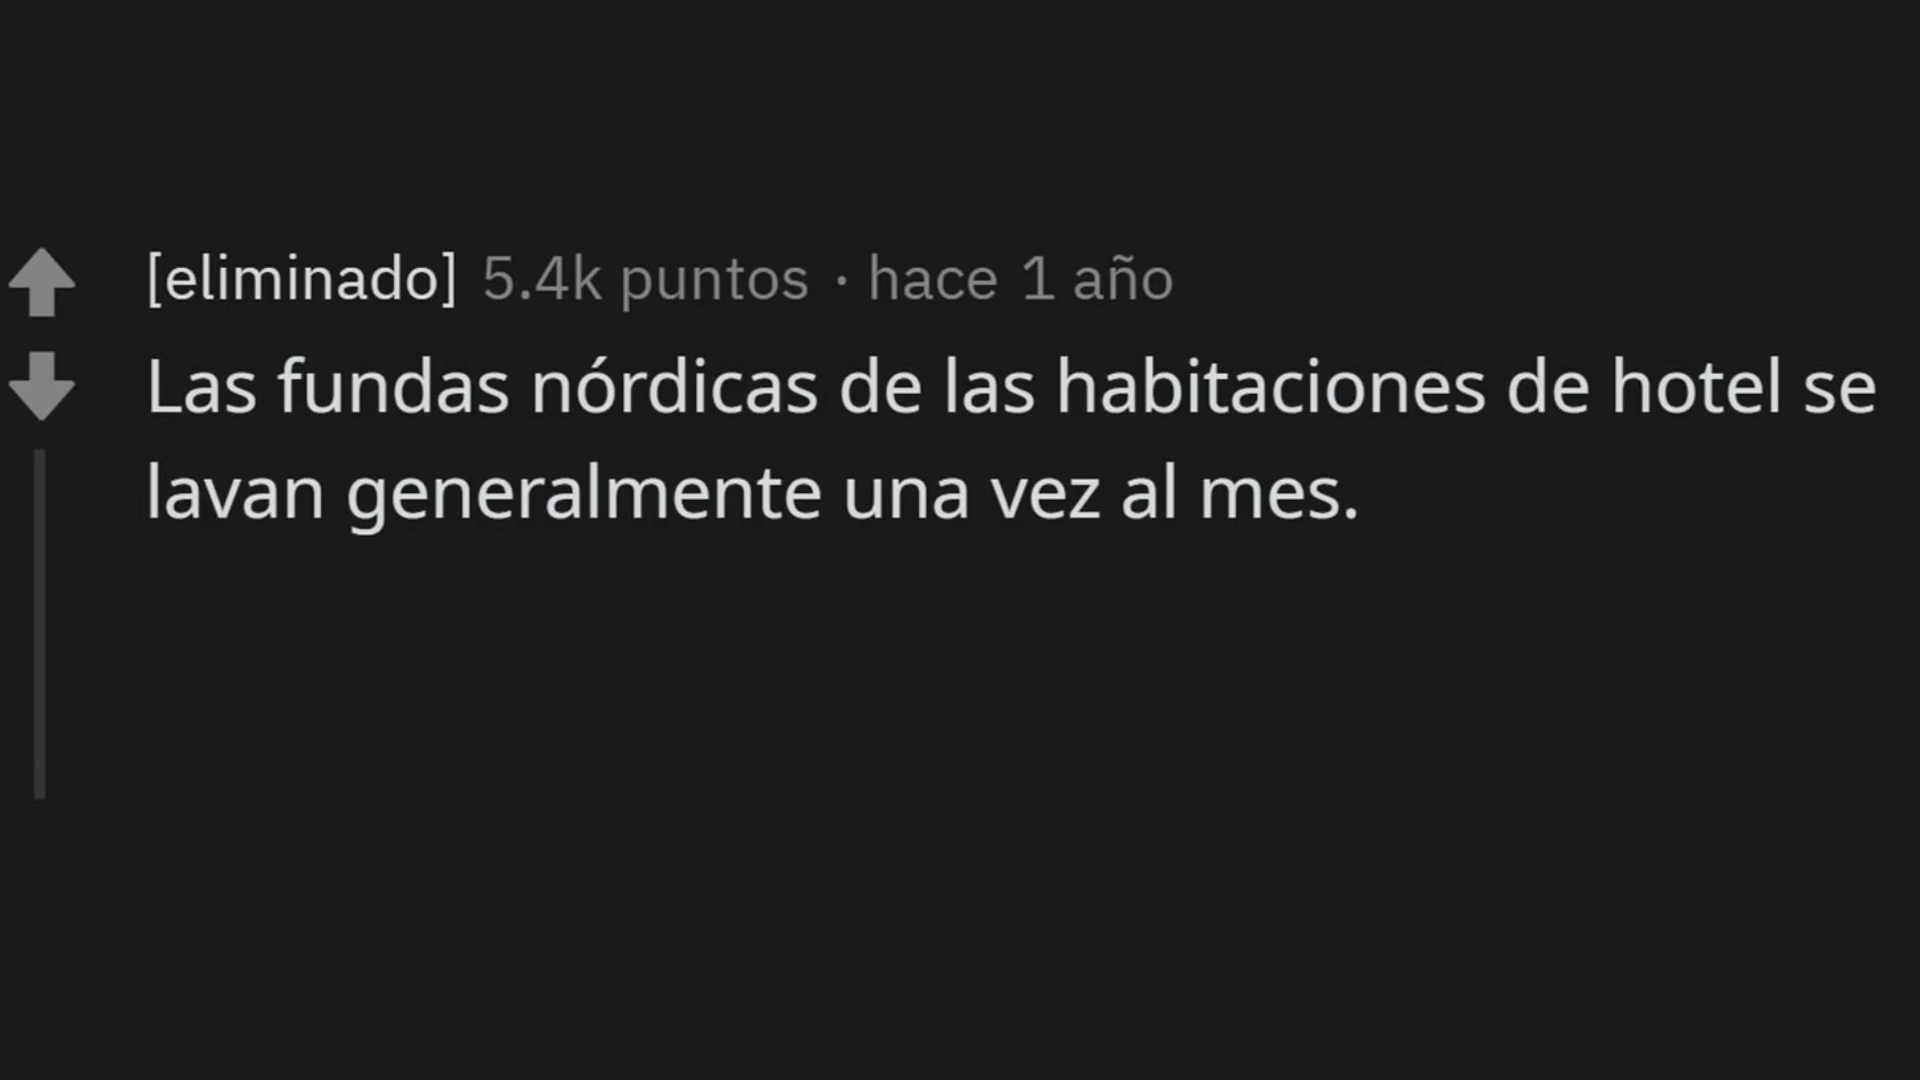 [eliminado] 5.4k puntos · hace 1 año
Las fundas nórdicas de las habitaciones de hotel se
lavan generalmente una vez al mes.